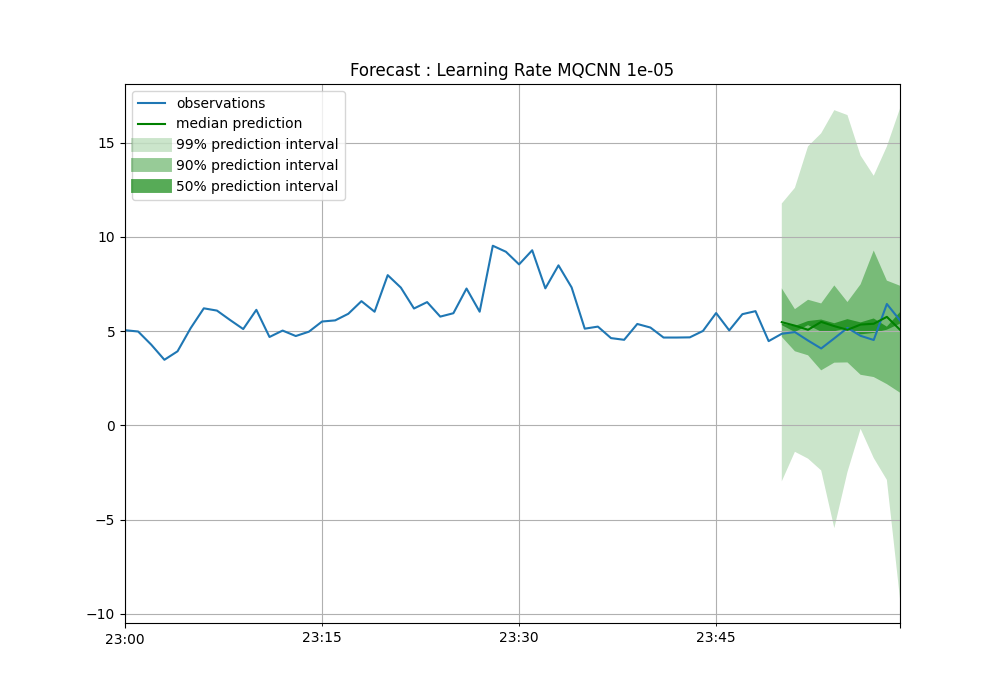 Forecast : Learning Rate MQCNN 1e-05
observations
median prediction
99% prediction interval
90% prediction interval
50% prediction interval
15
10
5
0
−5
−10
23:00
23:15
23:30
23:45